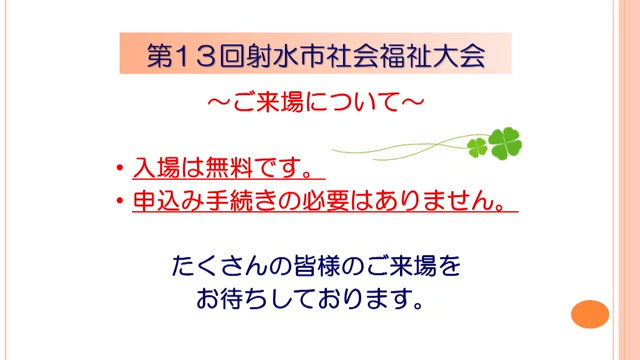 第13回射水市社会福祉大会
～ご来場について～
・入場は無料です。
・申込み手続きの必要はありません。
たくさんの皆様のご来場を
お待ちしております。